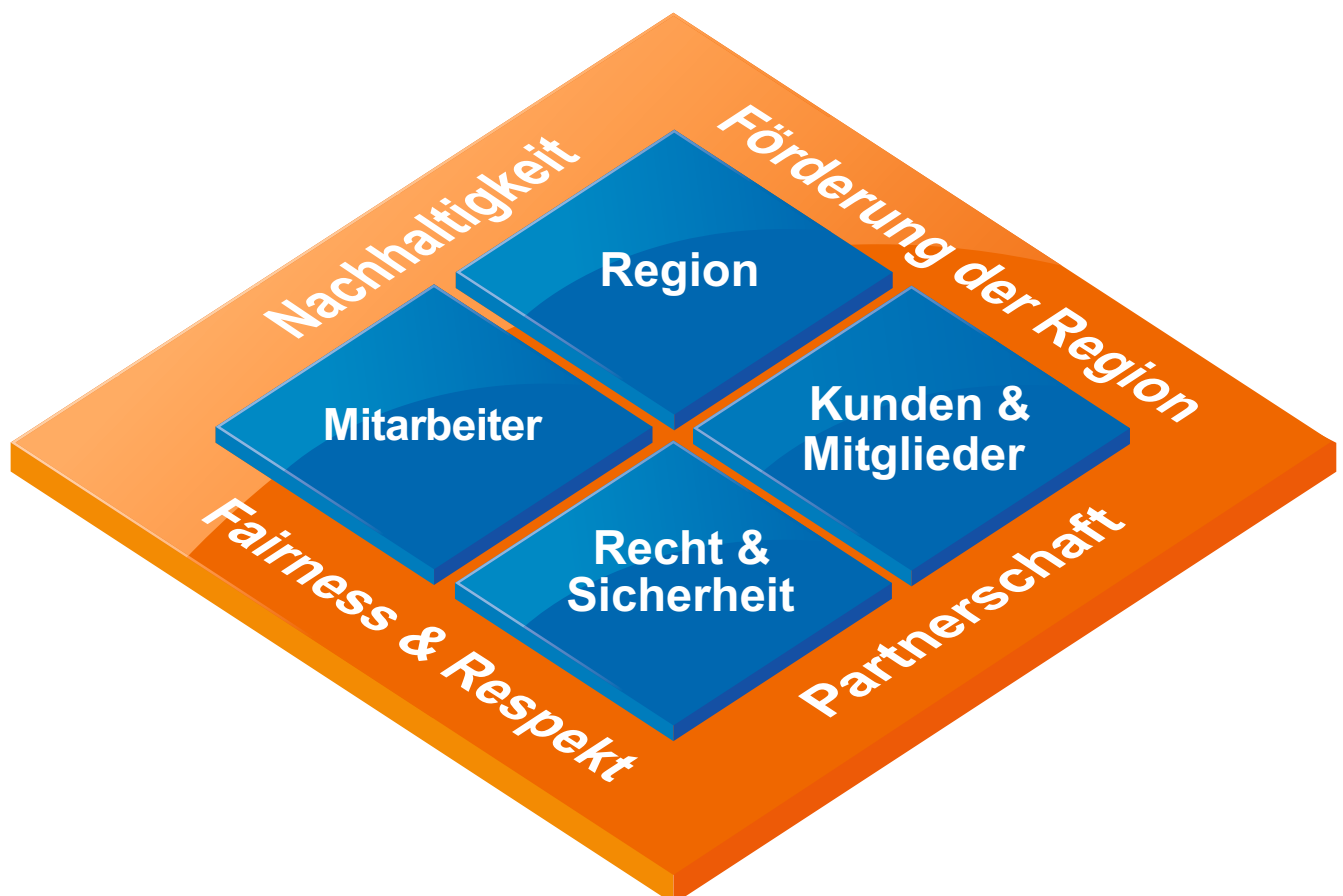 Nachhaltigkeit
Förderung der Region
Region
Mitarbeiter
Kunden &
Mitglieder
Recht &
Sicherheit
Fairness & Respekt
Partnerschaft